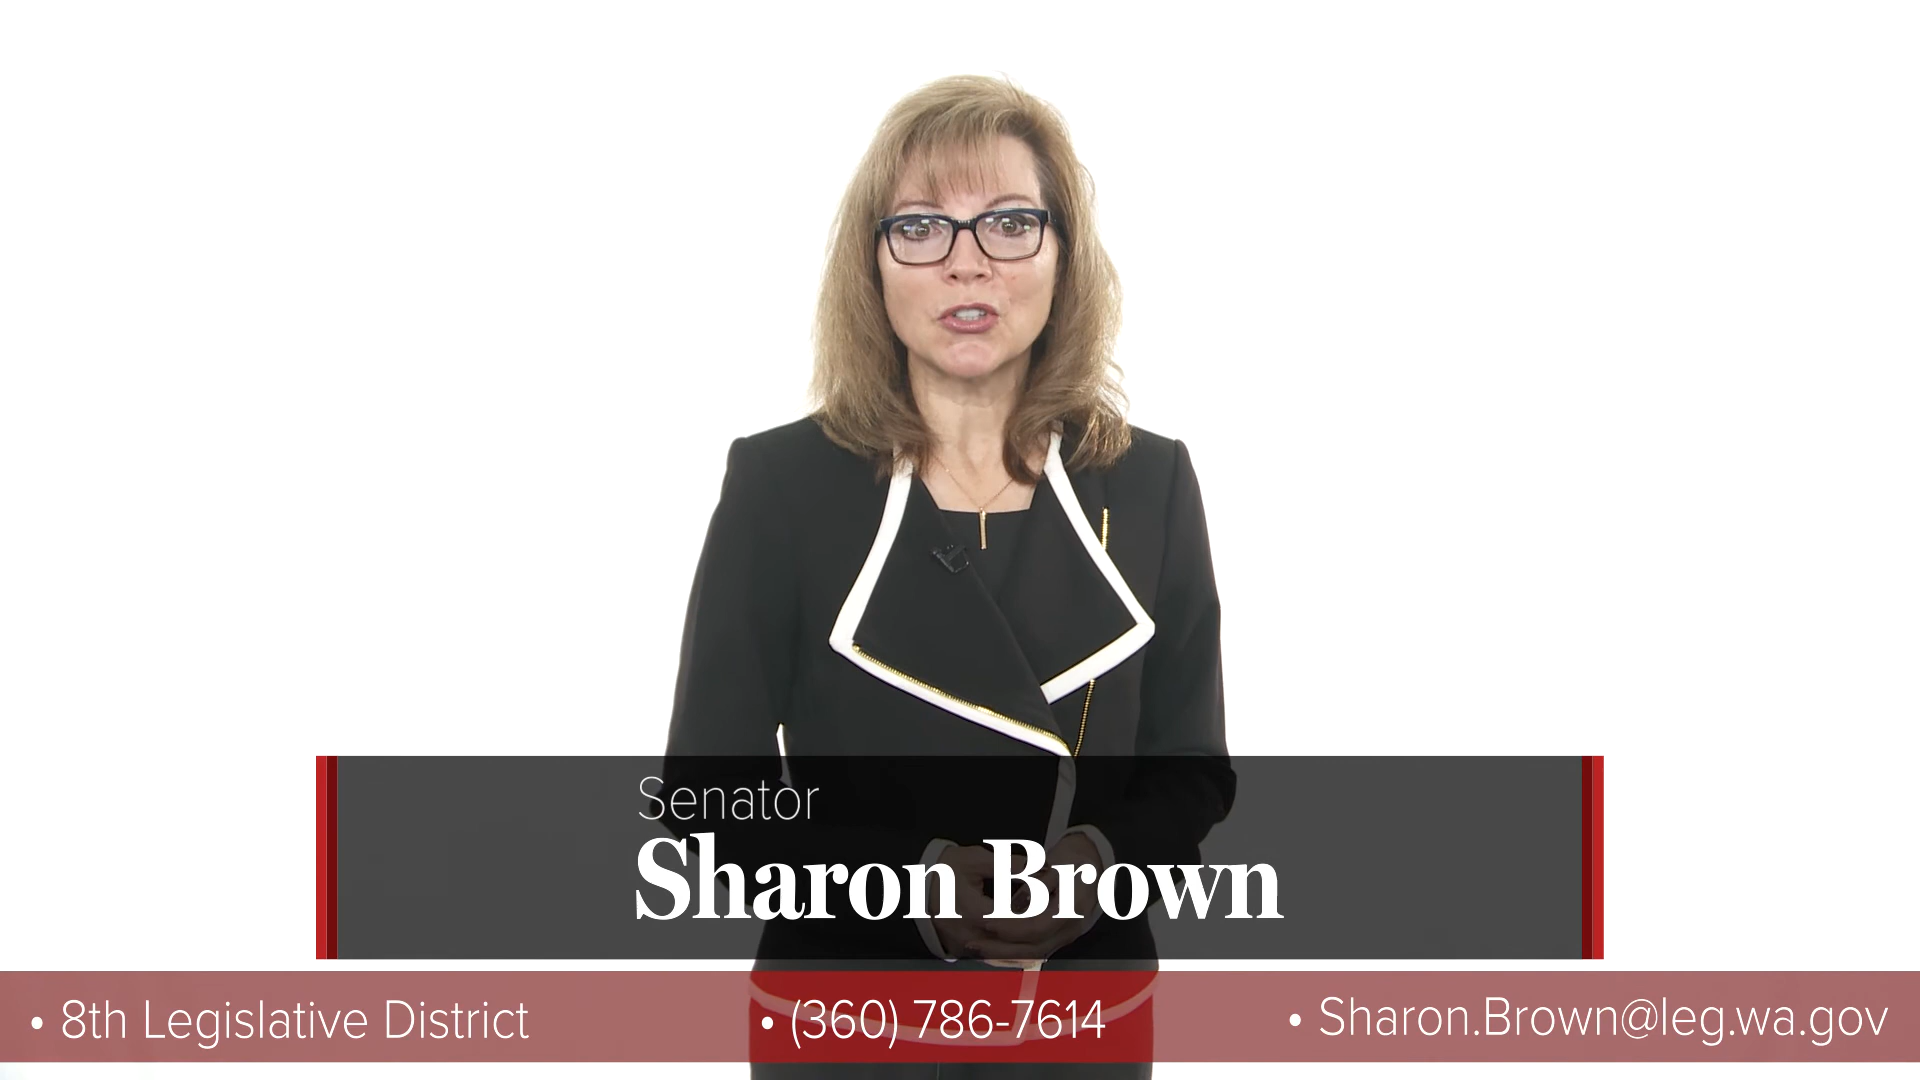 Senator
Sharon Brown
• 8th Legislative District • (360) 786-7614 • Sharon.Brown@leg.wa.gov